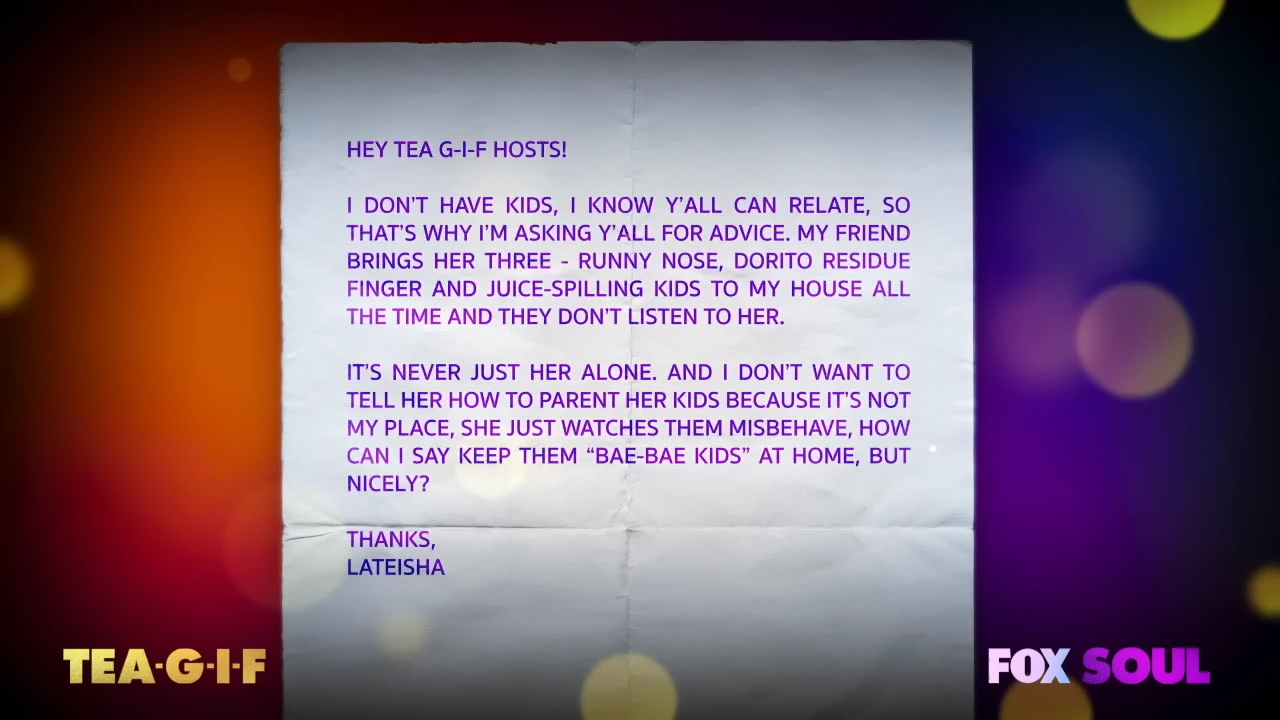 HEY TEA G-I-F HOSTS!
I DON'T HAVE KIDS, I KNOW Y'ALL CAN RELATE, SO
THAT'S WHY I'M ASKING Y'ALL FOR ADVICE. MY FRIEND
BRINGS HER THREE - RUNNY NOSE, DORITO RESIDUE
FINGER AND JUICE-SPILLING KIDS TO MY HOUSE ALL
THE TIME AND THEY DON'T LISTEN TO HER.
IT'S NEVER JUST HER ALONE. AND I DON'T WANT TO
TELL HER HOW TO PARENT HER KIDS BECAUSE IT'S NOT
MY PLACE, SHE JUST WATCHES THEM MISBEHAVE, HOW
CAN I SAY KEEP THEM “BAE-BAE KIDS” AT HOME, BUT
NICELY?
THANKS,
LATEISHA
TEA-G-I-F
FOX SOUL